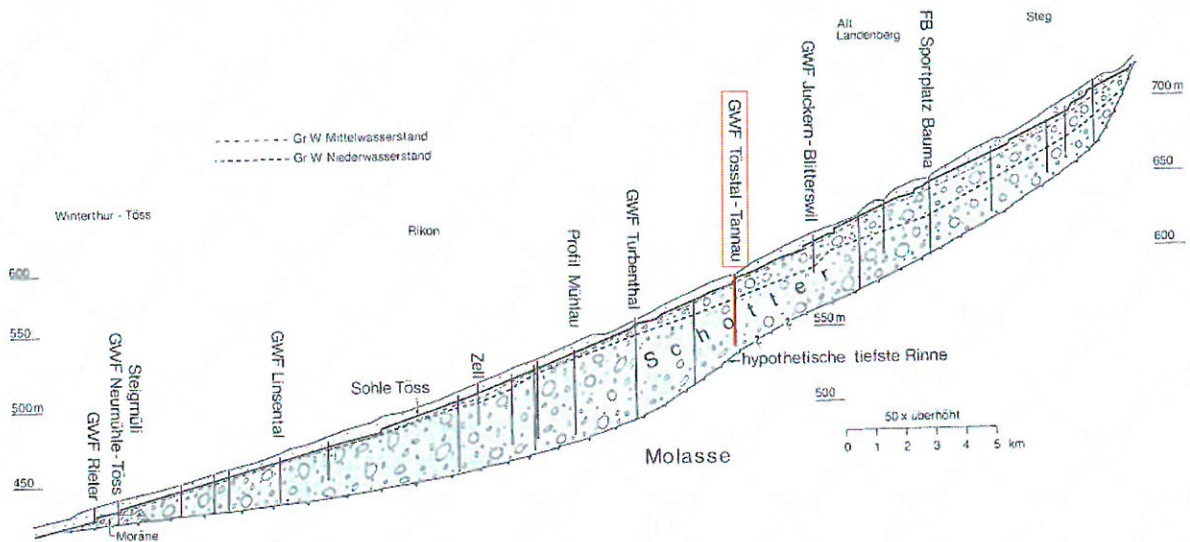 Steg
Alt
Landenberg
FB Sportplatz Bauma
GWF Juckern-Blitterswil
GWF Tösstal-Tannau
700 m
650
600
Gr.W Mittelwasserstand
Gr.W Niederwasserstand
Winterthur - Töss
Rikon
Profil Mühlau
GWF Turbenthal
600
550
500 m
450
Steigmüli
GWF Neumühle-Töss
GWF Rieter
GWF Linsental
Zell
Sohle Töss
Schotter
550 m
hypothetische tiefste Rinne
500
50 x überhöht
0 1 2 3 4 5 km
Molasse
Moräne